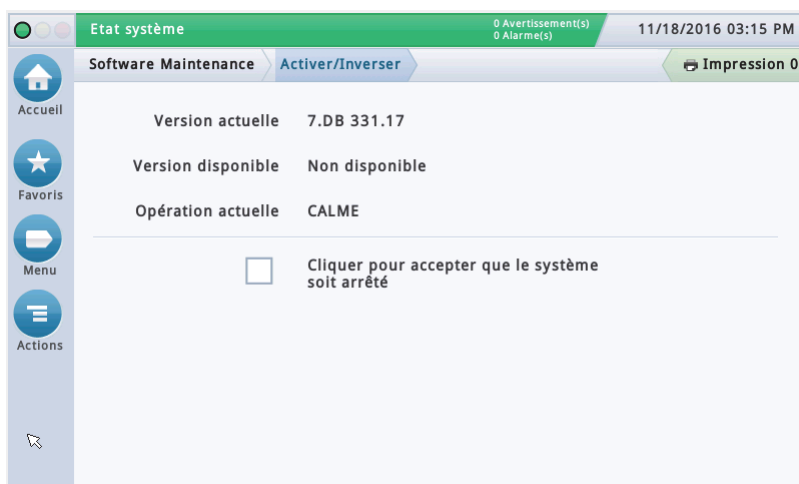 Etat système
0 Avertissement(s)
0 Alarme(s)
11/18/2016 03:15 PM
Software Maintenance
Activer/Inverser
Impression 0
Accueil
Favoris
Menu
Actions
Version actuelle 7.DB 331.17
Version disponible Non disponible
Opération actuelle CALME
Cliquer pour accepter que le système
soit arrêté